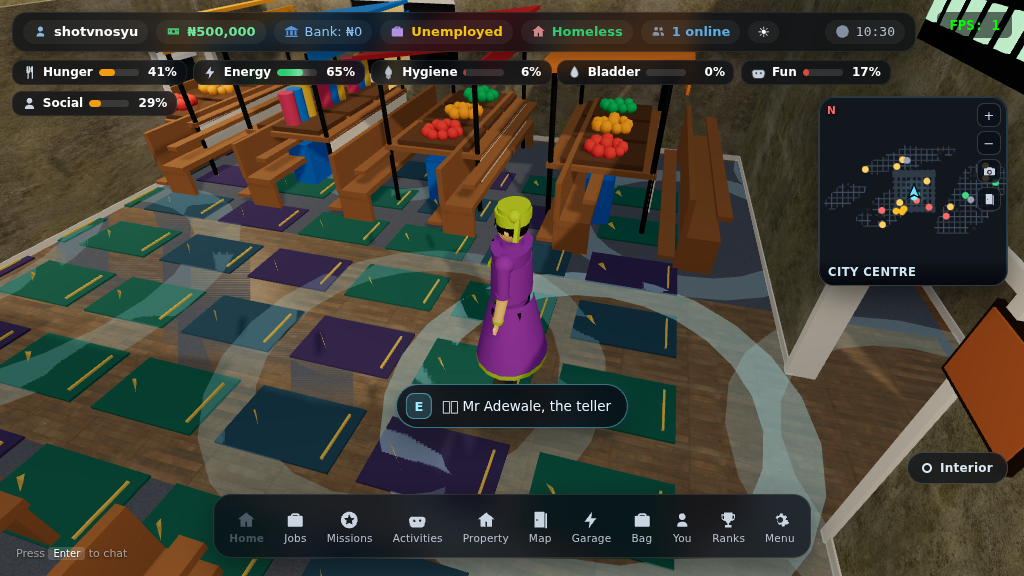 shotvnosyu
₦500,000
Bank: ₦0
Unemployed
Homeless
1 online
10:30
FPS: 1
Hunger 41%
Energy 65%
Hygiene 6%
Bladder 0%
Fun 17%
Social 29%
N
+
−
CITY CENTRE
E Mr Adewale, the teller
Interior
Home
Jobs
Missions
Activities
Property
Map
Garage
Bag
You
Ranks
Menu
Press Enter to chat